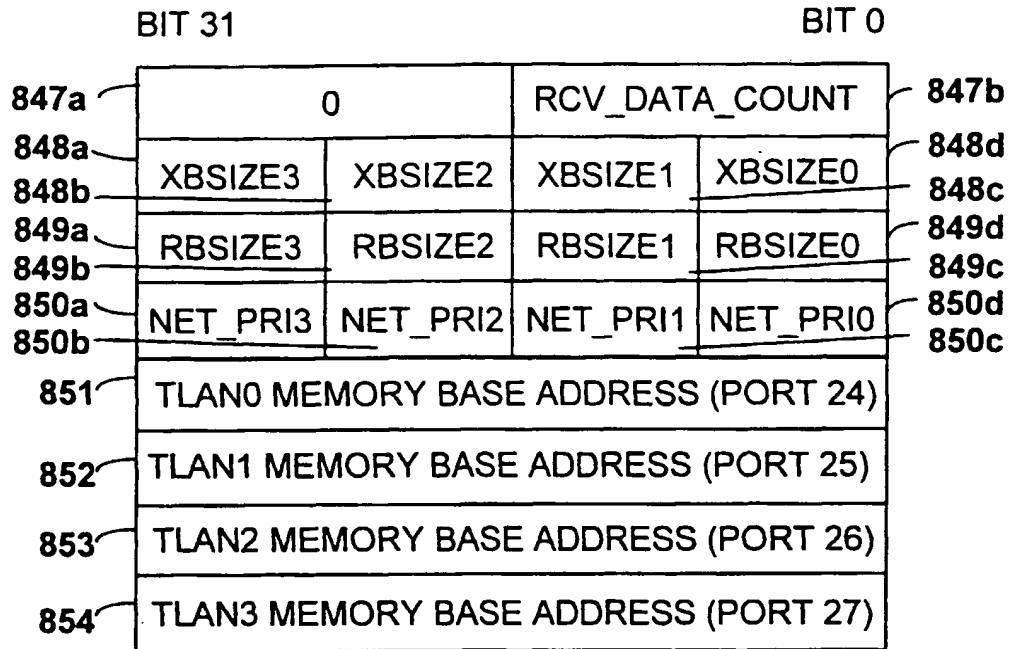 BIT 31 BIT 0
847a 0 RCV_DATA_COUNT 847b
848a 848d
XBSIZE3 XBSIZE2 XBSIZE1 XBSIZE0
848b 848c
849a 849d
RBSIZE3 RBSIZE2 RBSIZE1 RBSIZE0
849b 849c
850a 850d
NET_PRI3 NET_PRI2 NET_PRI1 NET_PRI0
850b 850c
851 TLAN0 MEMORY BASE ADDRESS (PORT 24)
852 TLAN1 MEMORY BASE ADDRESS (PORT 25)
853 TLAN2 MEMORY BASE ADDRESS (PORT 26)
854 TLAN3 MEMORY BASE ADDRESS (PORT 27)